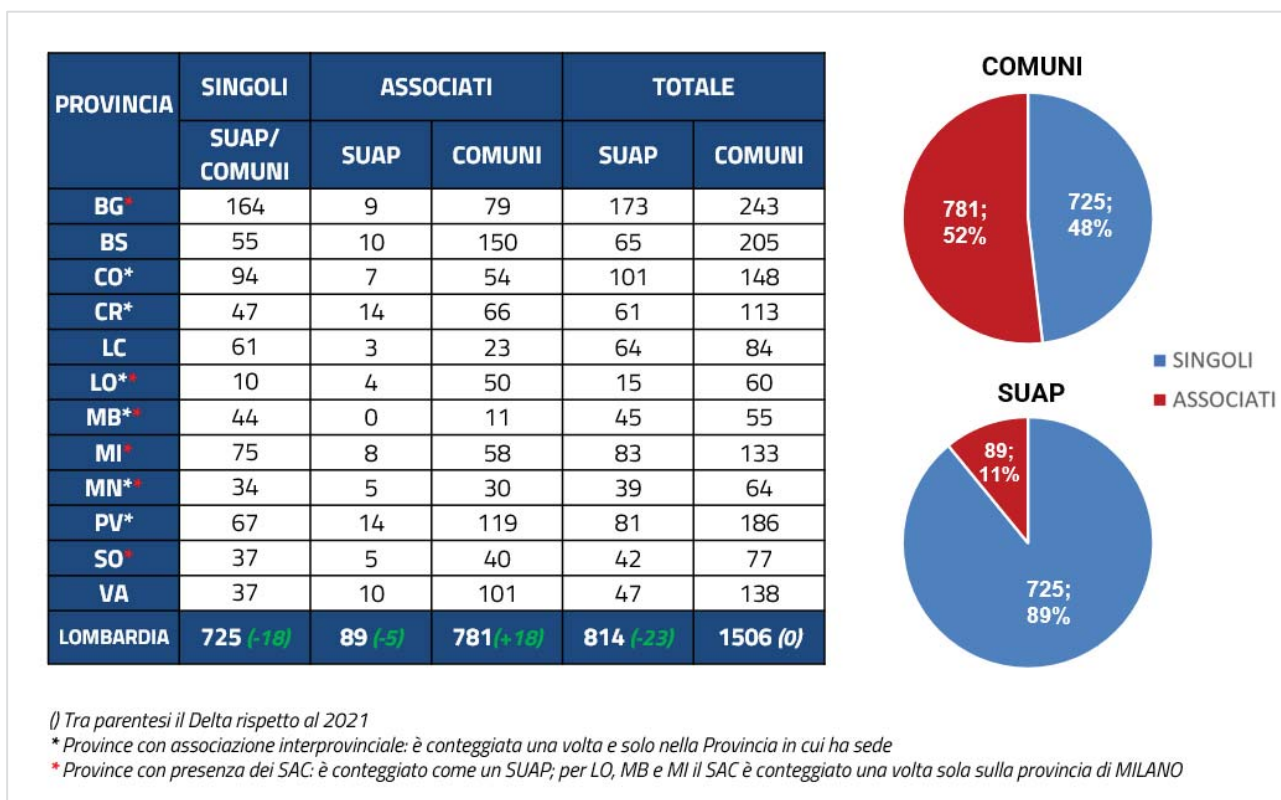 PROVINCIA SINGOLI ASSOCIATI TOTALE
SUAP/ COMUNI SUAP COMUNI SUAP COMUNI
BG* 164 9 79 173 243
BS 55 10 150 65 205
CO* 94 7 54 101 148
CR* 47 14 66 61 113
LC 61 3 23 64 84
LO** 10 4 50 15 60
MB** 44 0 11 45 55
MI* 75 8 58 83 133
MN** 34 5 30 39 64
PV* 67 14 119 81 186
SO* 37 5 40 42 77
VA 37 10 101 47 138
LOMBARDIA 725 (-18) 89 (-5) 781(+18) 814 (-23) 1506 (0)
COMUNI
781; 52%
725; 48%
SINGOLI
ASSOCIATI
SUAP
89; 11%
725; 89%
() Tra parentesi il Delta rispetto al 2021
* Province con associazione interprovinciale: è conteggiata una volta e solo nella Provincia in cui ha sede
* Province con presenza dei SAC: è conteggiato come un SUAP; per LO, MB e MI il SAC è conteggiato una volta sola sulla provincia di MILANO